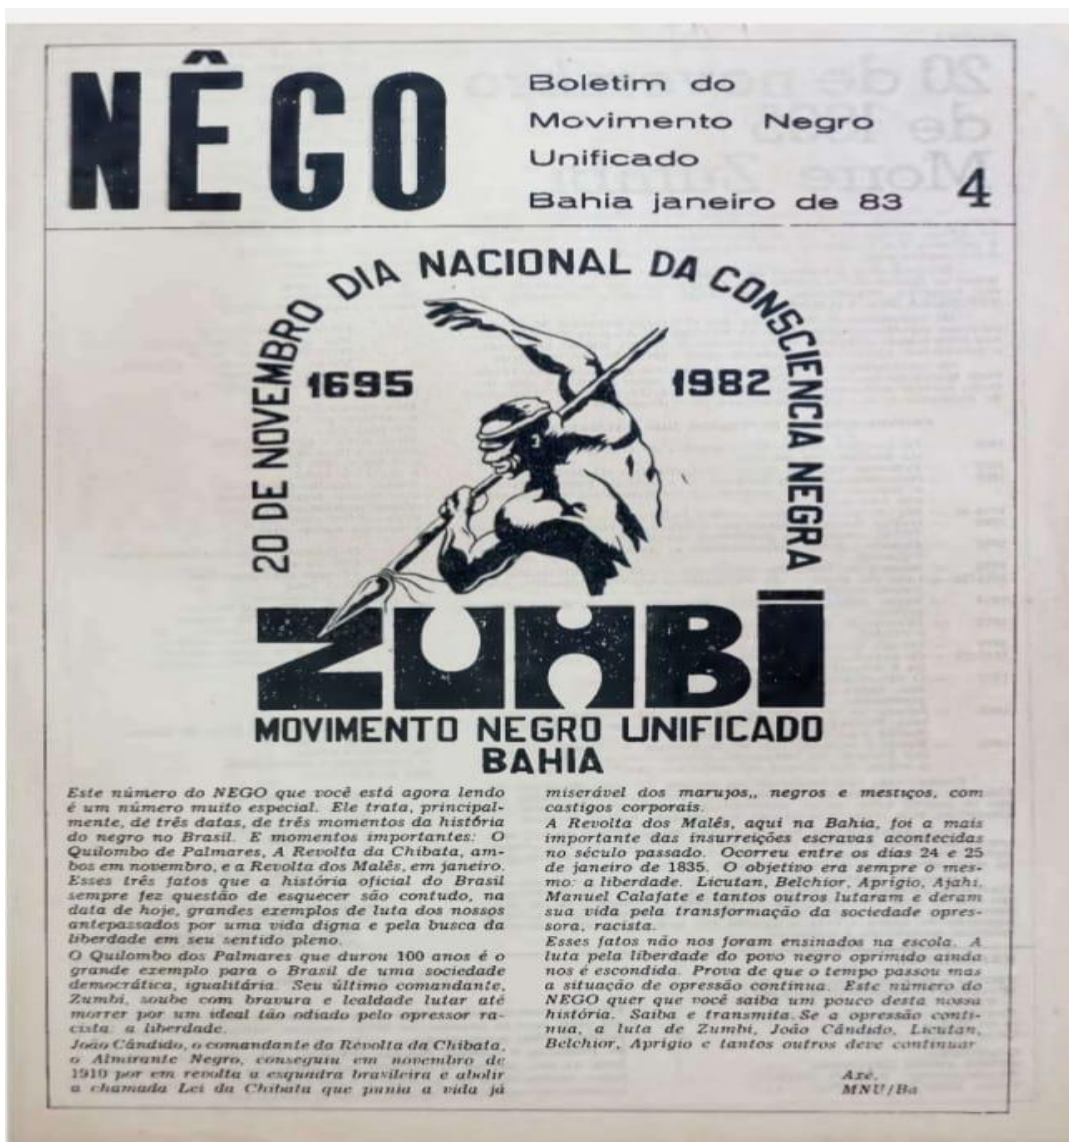 NÊGO
Boletim do
Movimento Negro
Unificado
Bahia janeiro de 83
4
20 DE NOVEMBRO DIA NACIONAL DA CONSCIENCIA NEGRA
1695
1982
ZUMBI
MOVIMENTO NEGRO UNIFICADO
BAHIA
Este número do NEGO que você está agora lendo
é um número muito especial. Ele trata, principal-
mente, de três datas, de três momentos da história
do negro no Brasil. E momentos importantes: O
Quilombo de Palmares, A Revolta da Chibata, am-
bos em novembro, e a Revolta dos Malês, em janeiro.
Esses três fatos que a história oficial do Brasil
sempre fez questão de esquecer são contudo, na
data de hoje, grandes exemplos de luta dos nossos
antepassados por uma vida digna e pela busca da
liberdade em seu sentido pleno.
O Quilombo dos Palmares que durou 100 anos é o
grande exemplo para o Brasil de uma sociedade
democrática, igualitária. Seu último comandante,
Zumbi, soube com bravura e lealdade lutar até
morrer por um ideal tão odiado pelo opressor ra-
cista: a liberdade.
João Cândido, o comandante da Revolta da Chibata,
o Almirante Negro, conseguiu em novembro de
1910 por em revolta a esquadra brasileira e abolir
a chamada Lei da Chibata que punia a vida já
miserável dos marujos,, negros e mestiços, com
castigos corporais.
A Revolta dos Malês, aqui na Bahia, foi a mais
importante das insurreições escravas acontecidas
no século passado. Ocorreu entre os dias 24 e 25
de janeiro de 1835. O objetivo era sempre o mes-
mo: a liberdade. Licutan, Belchior, Aprigio, Ajahi,
Manuel Calafate e tantos outros lutaram e deram
sua vida pela transformação da sociedade opres-
sora, racista.
Esses fatos não nos foram ensinados na escola. A
luta pela liberdade do povo negro oprimido ainda
nos é escondida. Prova de que o tempo passou mas
a situação de opressão continua. Este número do
NEGO quer que você saiba um pouco desta nossa
história. Saiba e transmita. Se a opressão conti-
nua, a luta de Zumbi, João Cândido, Licutan,
Belchior, Aprigio e tantos outros deve continuar
Axé.
MNU/Ba